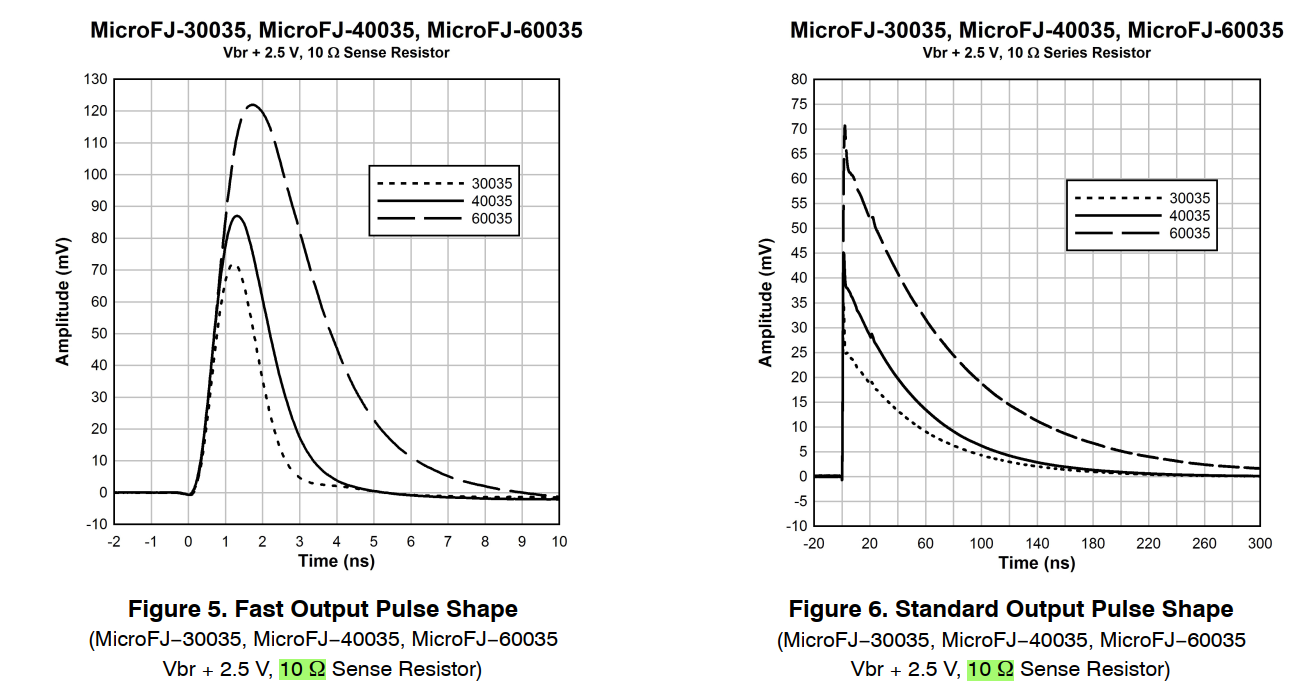 MicroFJ-30035, MicroFJ-40035, MicroFJ-60035
Vbr + 2.5 V, 10 Ω Sense Resistor
130
120
110
100
90
80
70
60
50
40
30
20
10
0
-10
Amplitude (mV)
30035
40035
60035
-2 -1 0 1 2 3 4 5 6 7 8 9 10
Time (ns)
Figure 5. Fast Output Pulse Shape
(MicroFJ−30035, MicroFJ−40035, MicroFJ−60035
Vbr + 2.5 V, 10 Ω Sense Resistor)
MicroFJ-30035, MicroFJ-40035, MicroFJ-60035
Vbr + 2.5 V, 10 Ω Series Resistor
80
75
70
65
60
55
50
45
40
35
30
25
20
15
10
5
0
-5
-10
Amplitude (mV)
30035
40035
60035
-20 20 60 100 140 180 220 260 300
Time (ns)
Figure 6. Standard Output Pulse Shape
(MicroFJ−30035, MicroFJ−40035, MicroFJ−60035
Vbr + 2.5 V, 10 Ω Sense Resistor)